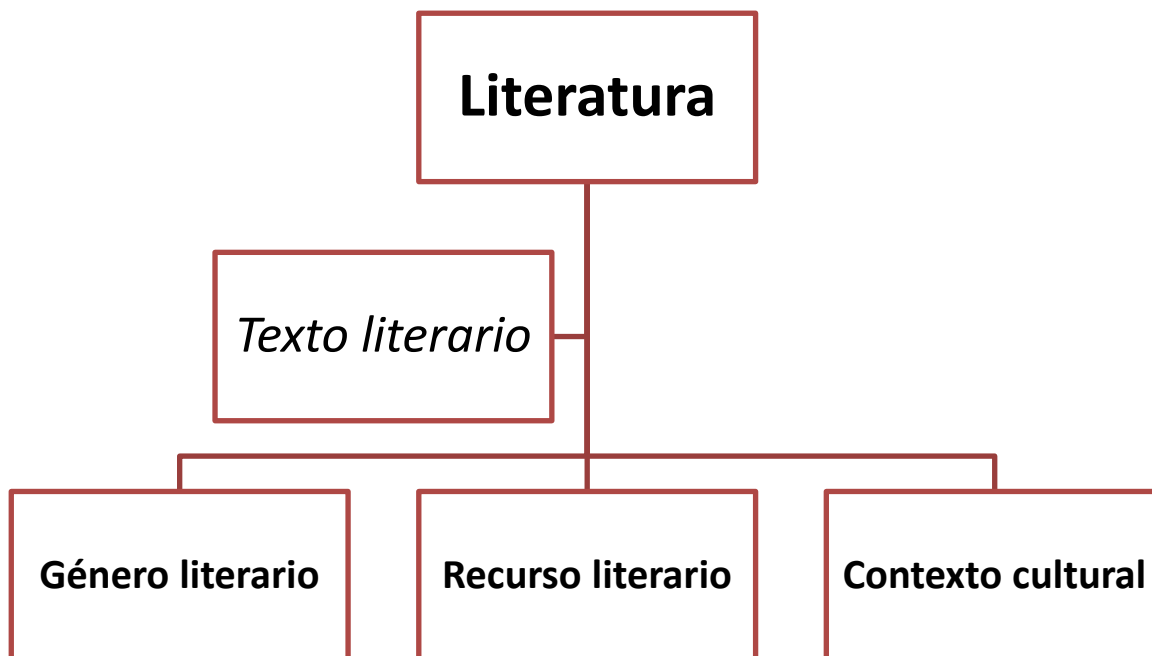 Literatura
Texto literario
Género literario
Recurso literario
Contexto cultural